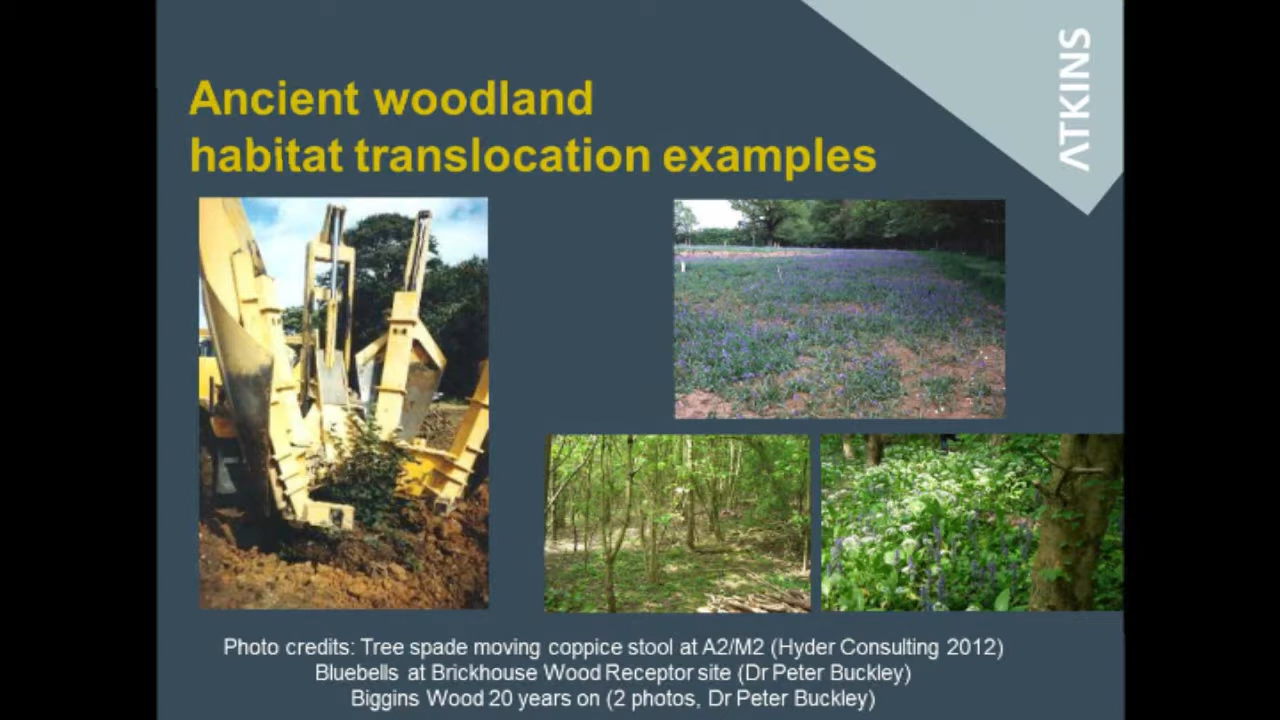 ATKINS
Ancient woodland
habitat translocation examples
Photo credits: Tree spade moving coppice stool at A2/M2 (Hyder Consulting 2012)
Bluebells at Brickhouse Wood Receptor site (Dr Peter Buckley)
Biggins Wood 20 years on (2 photos, Dr Peter Buckley)